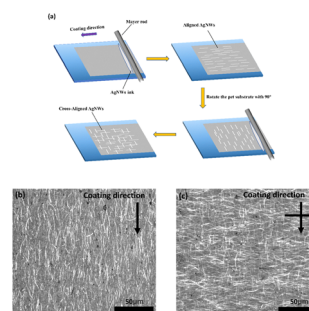 (a)
Coating direction
Mayer rod
AgNWs ink
Aligned AgNWs
Rotate the pet substrate with 90°
Cross-Aligned AgNWs
(b)
Coating direction
50μm
(c)
Coating direction
50μm